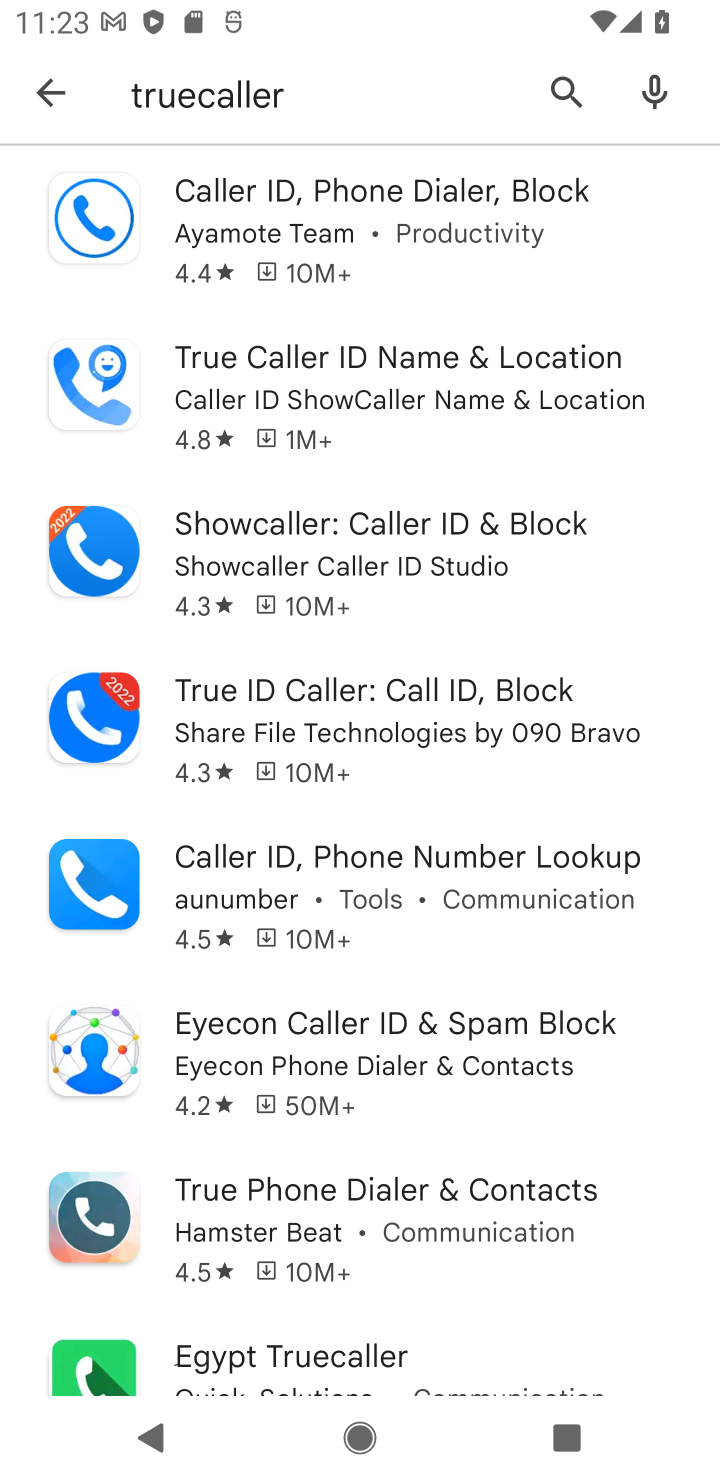 11:23
truecaller
Caller ID, Phone Dialer, Block
Ayamote Team • Productivity
4.4★ 10M+
True Caller ID Name & Location
Caller ID ShowCaller Name & Location
4.8★ 1M+
2022
Showcaller: Caller ID & Block
Showcaller Caller ID Studio
4.3★ 10M+
2022
True ID Caller: Call ID, Block
Share File Technologies by 090 Bravo
4.3★ 10M+
Caller ID, Phone Number Lookup
aunumber • Tools • Communication
4.5★ 10M+
Eyecon Caller ID & Spam Block
Eyecon Phone Dialer & Contacts
4.2★ 50M+
True Phone Dialer & Contacts
Hamster Beat • Communication
4.5★ 10M+
Egypt Truecaller
Quick Solutions Communication